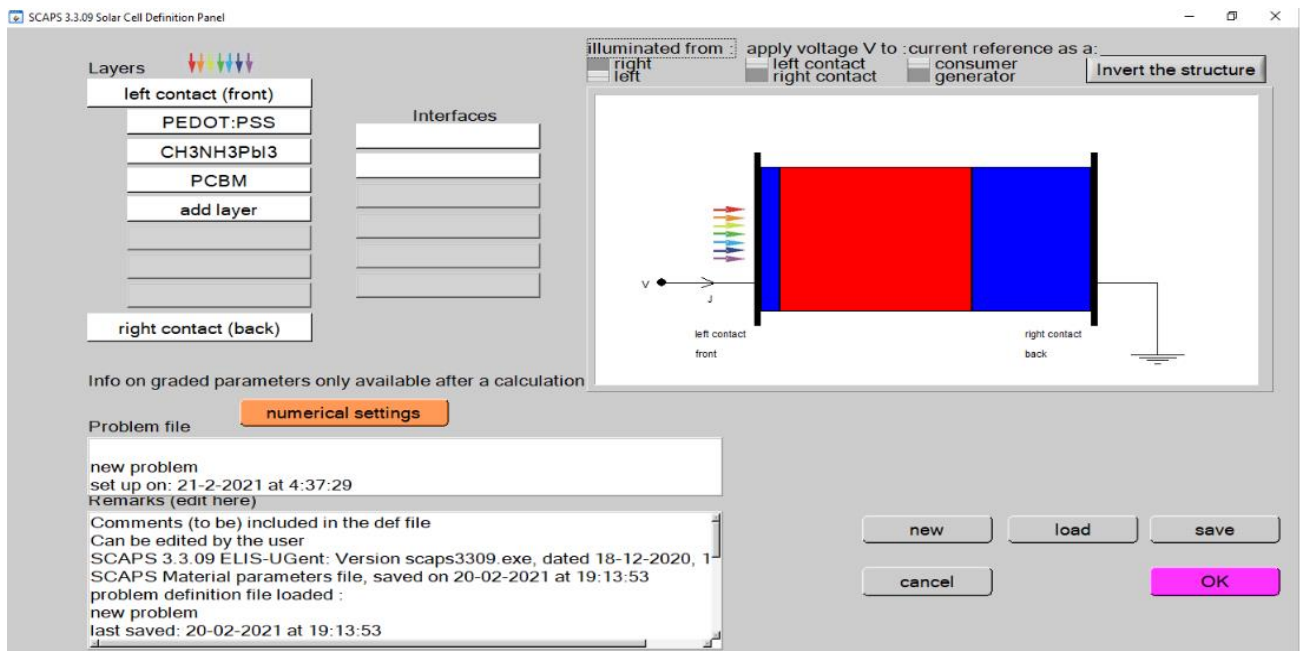 SCAPS 3.3.09 Solar Cell Definition Panel
Layers
left contact (front)
PEDOT:PSS
CH3NH3PbI3
PCBM
add layer
right contact (back)
Interfaces
illuminated from :
right
left
apply voltage V to :
left contact
right contact
current reference as a:
consumer
generator
Invert the structure
V
J
left contact
front
right contact
back
Info on graded parameters only available after a calculation
numerical settings
Problem file
new problem
set up on: 21-2-2021 at 4:37:29
Remarks (edit here)
Comments (to be) included in the def file
Can be edited by the user
SCAPS 3.3.09 ELIS-UGent: Version scaps3309.exe, dated 18-12-2020, 1
SCAPS Material parameters file, saved on 20-02-2021 at 19:13:53
problem definition file loaded :
new problem
last saved: 20-02-2021 at 19:13:53
new
load
save
cancel
OK